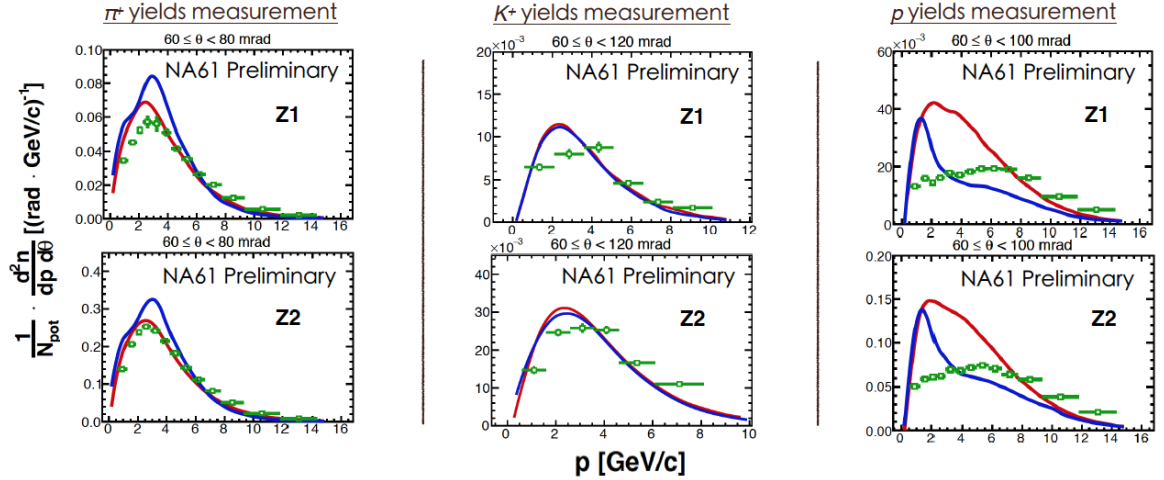 π+ yields measurement
K+ yields measurement
p yields measurement
60 ≤ θ < 80 mrad
0.10
0.08
0.06
0.04
0.02
0.00
NA61 Preliminary
Z1
0 2 4 6 8 10 12 14 16
×10⁻³
60 ≤ θ < 120 mrad
20
15
10
5
0
NA61 Preliminary
Z1
0 2 4 6 8 10 12
×10⁻³
60 ≤ θ < 100 mrad
60
40
20
0
NA61 Preliminary
Z1
0 2 4 6 8 10 12 14 16
60 ≤ θ < 80 mrad
0.4
0.3
0.2
0.1
0.0
NA61 Preliminary
Z2
0 2 4 6 8 10 12 14 16
×10⁻³
60 ≤ θ < 120 mrad
40
30
20
10
0
NA61 Preliminary
Z2
0 2 4 6 8 10
60 ≤ θ < 100 mrad
0.20
0.15
0.10
0.05
0.00
NA61 Preliminary
Z2
0 2 4 6 8 10 12 14 16
1/Npot · d²n/dp dθ [(rad · GeV/c)⁻¹]
p [GeV/c]